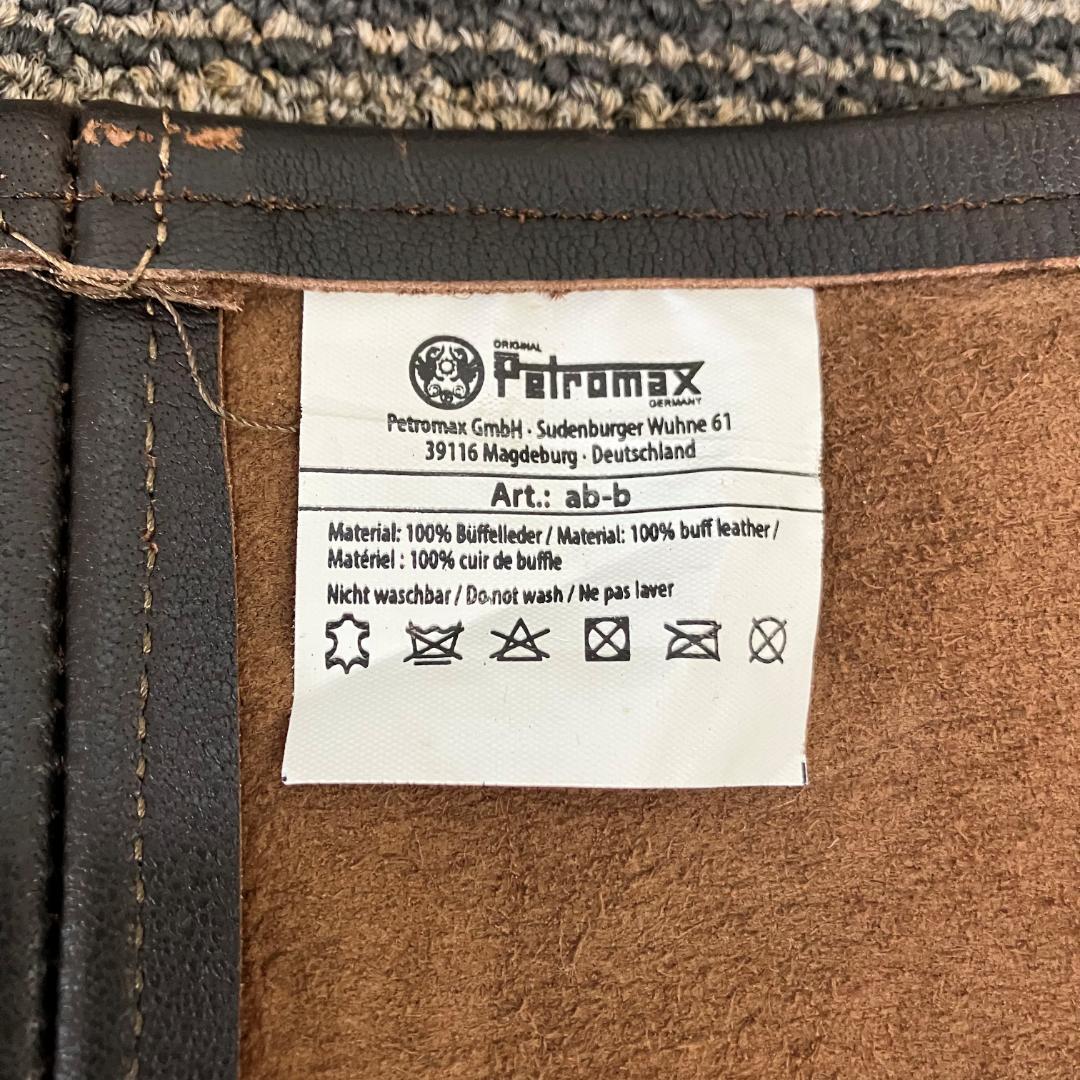 ORIGINAL
Petromax
GERMANY
Petromax GmbH · Sudenburger Wuhne 61
39116 Magdeburg · Deutschland
Art.: ab-b
Material: 100% Büffelleder / Material: 100% buff leather /
Matériel : 100% cuir de buffle
Nicht waschbar / Do not wash / Ne pas laver